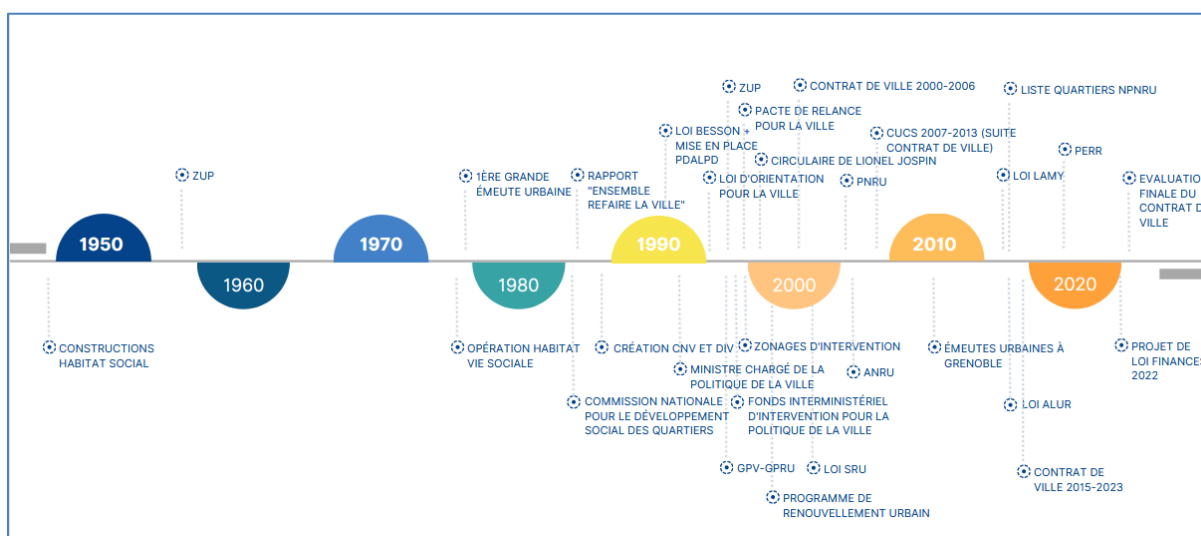 ZUP
CONTRAT DE VILLE 2000-2006
LISTE QUARTIERS NPNRU
PACTE DE RELANCE
POUR LA VILLE
LOI BESSON +
MISE EN PLACE
PDALPD
CUCS 2007-2013 (SUITE
CONTRAT DE VILLE)
PERR
CIRCULAIRE DE LIONEL JOSPIN
ZUP
1ÈRE GRANDE
ÉMEUTE URBAINE
RAPPORT
"ENSEMBLE
REFAIRE LA VILLE"
LOI D'ORIENTATION
POUR LA VILLE
PNRU
LOI LAMY
EVALUATIO
FINALE DU
CONTRAT D
VILLE
1950
1970
1990
2010
1960
1980
2000
2020
CONSTRUCTIONS
HABITAT SOCIAL
OPÉRATION HABITAT
VIE SOCIALE
CRÉATION CNV ET DIV
ZONAGES D'INTERVENTION
ÉMEUTES URBAINES À
GRENOBLE
PROJET DE
LOI FINANCES
2022
MINISTRE CHARGÉ DE LA
POLITIQUE DE LA VILLE
ANRU
COMMISSION NATIONALE
POUR LE DÉVELOPPEMENT
SOCIAL DES QUARTIERS
FONDS INTERMINISTÉRIEL
D'INTERVENTION POUR LA
POLITIQUE DE LA VILLE
LOI ALUR
GPV-GPRU
LOI SRU
CONTRAT DE
VILLE 2015-2023
PROGRAMME DE
RENOUVELLEMENT URBAIN